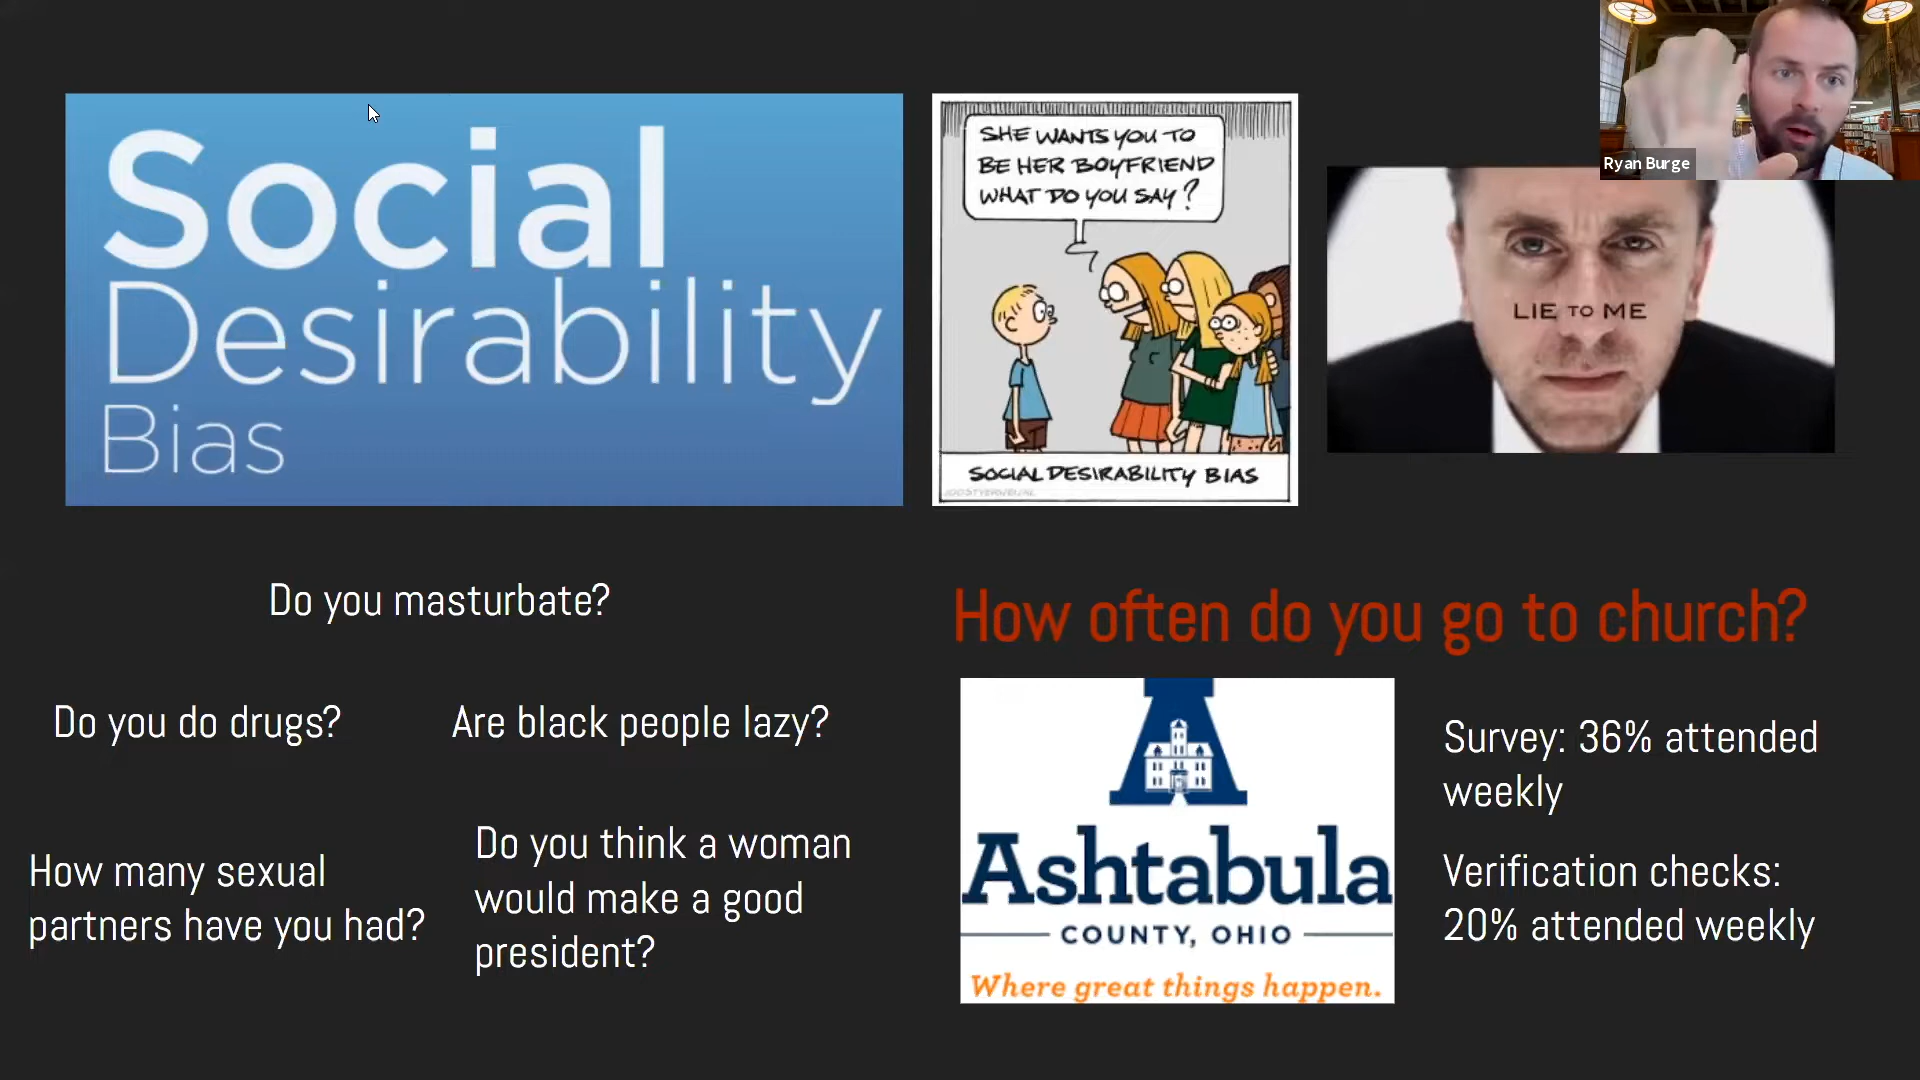 Ryan Burge
Social
Desirability
Bias
SHE WANTS YOU TO
BE HER BOYFRIEND
WHAT DO YOU SAY?
SOCIAL DESIRABILITY BIAS
LIE TO ME
Do you masturbate?
Do you do drugs?
Are black people lazy?
How many sexual
partners have you had?
Do you think a woman
would make a good
president?
How often do you go to church?
Ashtabula
COUNTY, OHIO
Where great things happen.
Survey: 36% attended
weekly
Verification checks:
20% attended weekly